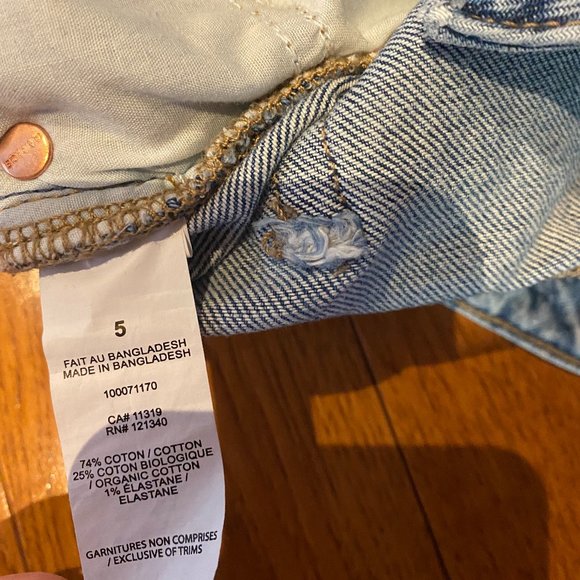 5
FAIT AU BANGLADESH
MADE IN BANGLADESH
100071170
CA# 11319
RN# 121340
74% COTON / COTTON
25% COTON BIOLOGIQUE
/ ORGANIC COTTON
1% ÉLASTANE /
ELASTANE
GARNITURES NON COMPRISES
/ EXCLUSIVE OF TRIMS